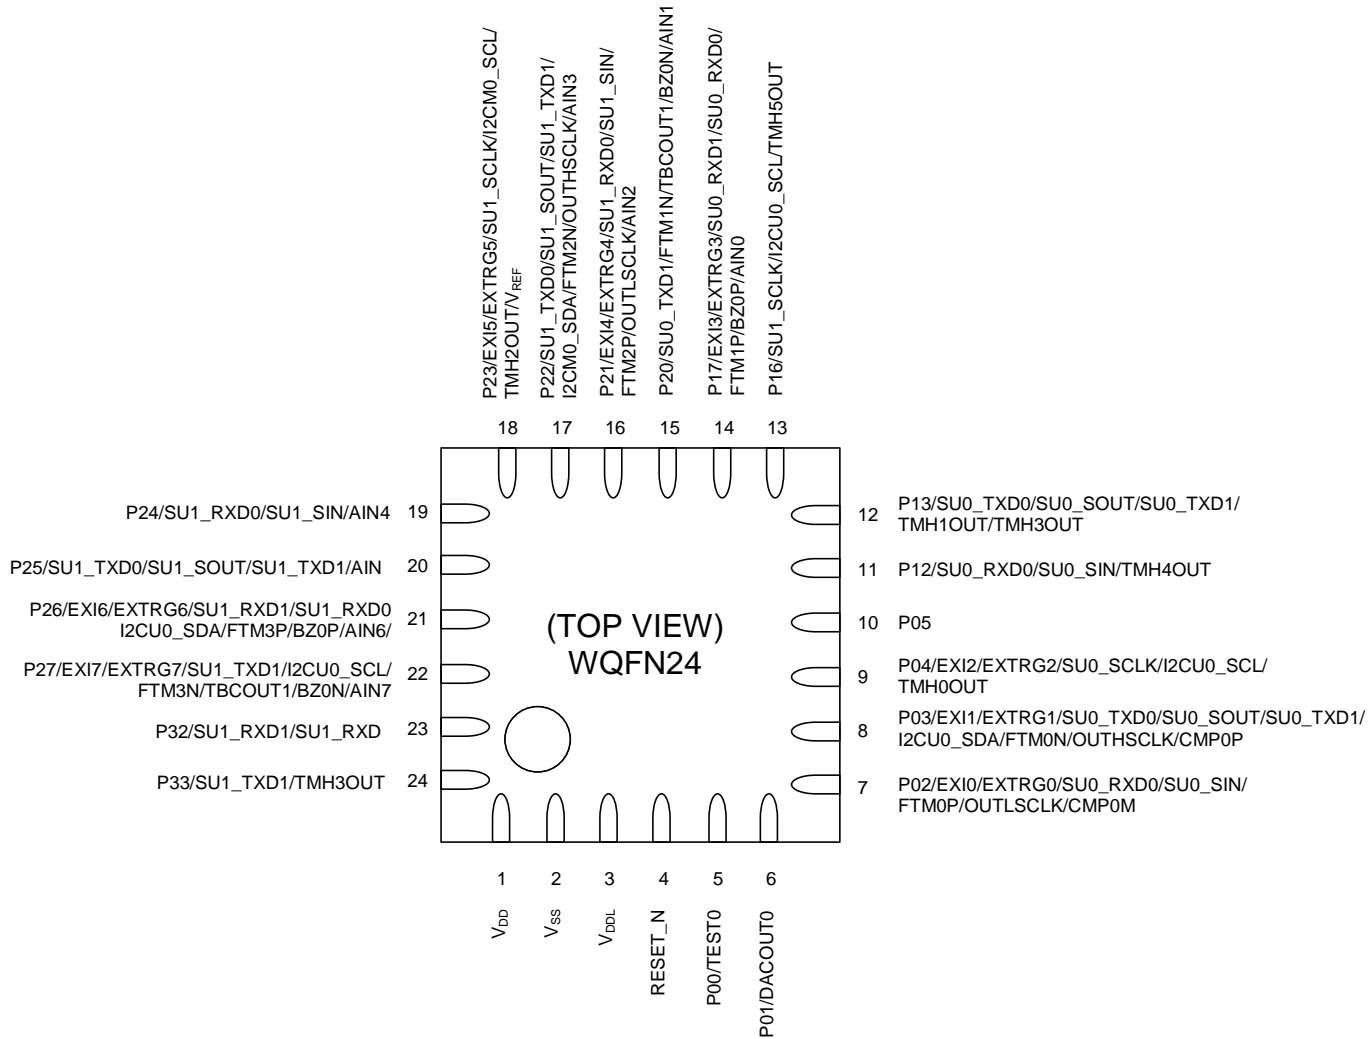 P23/EXI5/EXTRG5/SU1_SCLK/I2CM0_SCL/
TMH2OUT/VREF
P22/SU1_TXD0/SU1_SOUT/SU1_TXD1/
I2CM0_SDA/FTM2N/OUTHSCLK/AIN3
P21/EXI4/EXTRG4/SU1_RXD0/SU1_SIN/
FTM2P/OUTLSCLK/AIN2
P20/SU0_TXD1/FTM1N/TBCOUT1/BZ0N/AIN1
P17/EXI3/EXTRG3/SU0_RXD1/SU0_RXD0/
FTM1P/BZ0P/AIN0
P16/SU1_SCLK/I2CU0_SCL/TMH5OUT
18 17 16 15 14 13
P24/SU1_RXD0/SU1_SIN/AIN4 19
P25/SU1_TXD0/SU1_SOUT/SU1_TXD1/AIN 20
P26/EXI6/EXTRG6/SU1_RXD1/SU1_RXD0
I2CU0_SDA/FTM3P/BZ0P/AIN6/ 21
P27/EXI7/EXTRG7/SU1_TXD1/I2CU0_SCL/
FTM3N/TBCOUT1/BZ0N/AIN7 22
P32/SU1_RXD1/SU1_RXD 23
P33/SU1_TXD1/TMH3OUT 24
(TOP VIEW)
WQFN24
12 P13/SU0_TXD0/SU0_SOUT/SU0_TXD1/
TMH1OUT/TMH3OUT
11 P12/SU0_RXD0/SU0_SIN/TMH4OUT
10 P05
9 P04/EXI2/EXTRG2/SU0_SCLK/I2CU0_SCL/
TMH0OUT
8 P03/EXI1/EXTRG1/SU0_TXD0/SU0_SOUT/SU0_TXD1/
I2CU0_SDA/FTM0N/OUTHSCLK/CMP0P
7 P02/EXI0/EXTRG0/SU0_RXD0/SU0_SIN/
FTM0P/OUTLSCLK/CMP0M
1 2 3 4 5 6
VDD
VSS
VDDL
RESET_N
P00/TEST0
P01/DACOUT0